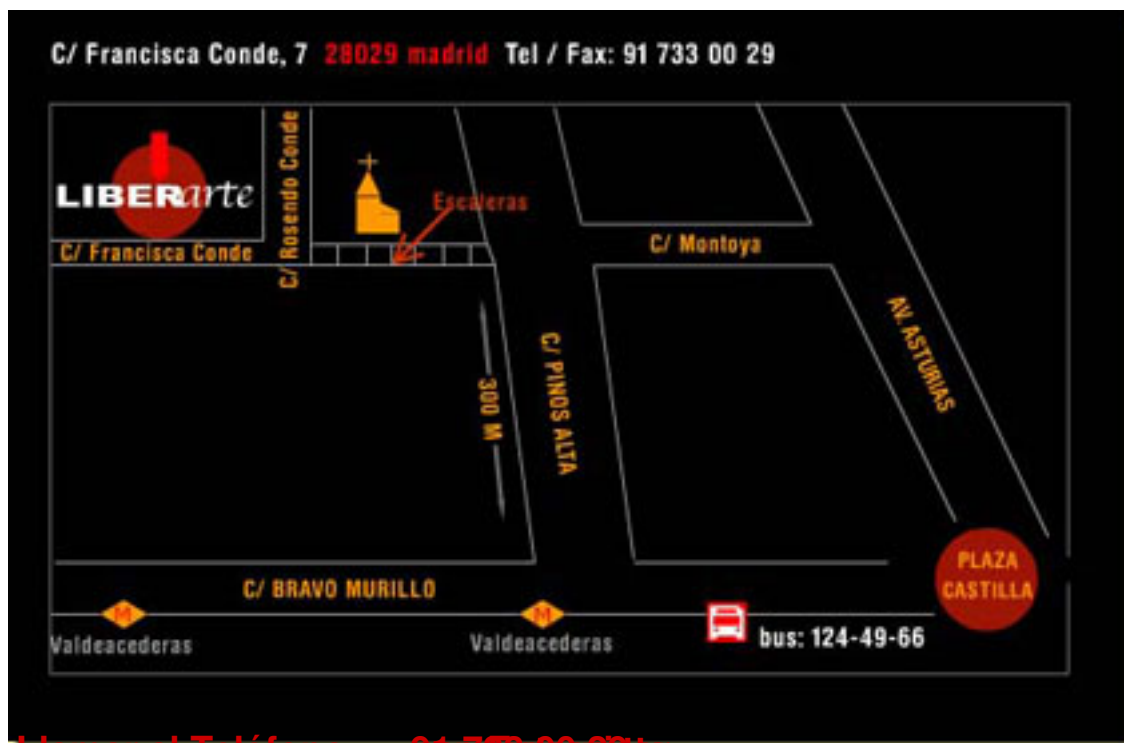 C/ Francisca Conde, 7 28029 madrid Tel / Fax: 91 733 00 29
C/ Rosendo Conde
LIBERarte
Escaleras
C/ Francisca Conde
C/ Montoya
AV. ASTURIAS
C/ PINOS ALTA
300 M
PLAZA
CASTILLA
C/ BRAVO MURILLO
M
M
Valdeacederas
Valdeacederas
bus: 124-49-66